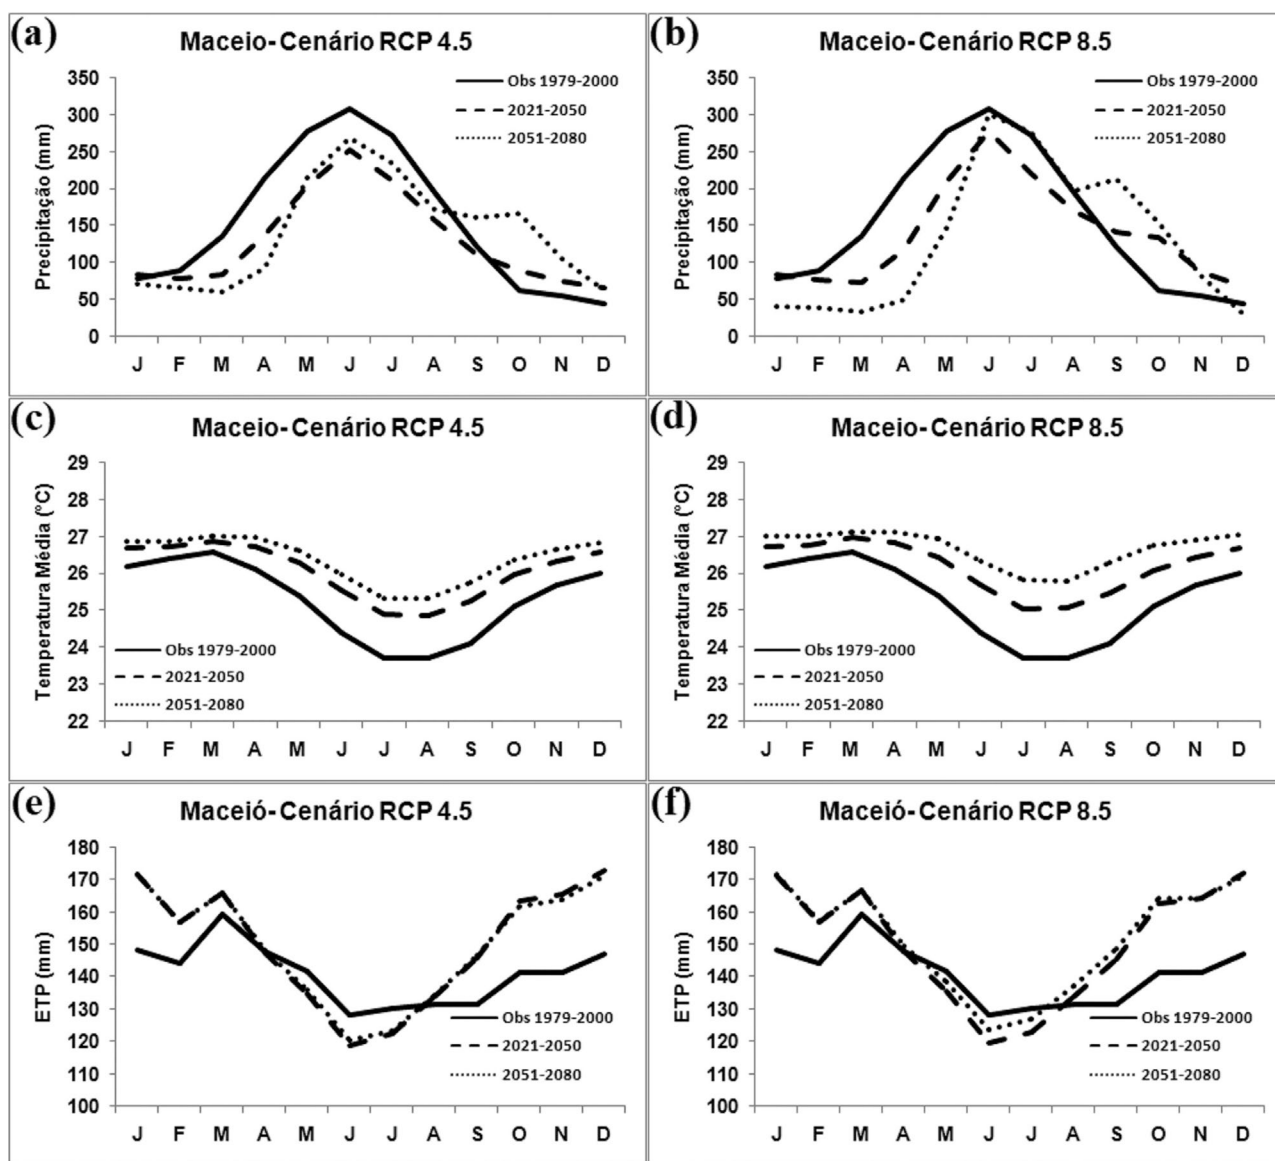 (a)
Maceio-Cenário RCP 4.5
Precipitação (mm)
350
300
250
200
150
100
50
0
Obs 1979-2000
2021-2050
2051-2080
J F M A M J J A S O N D
(b)
Maceio-Cenário RCP 8.5
Precipitação (mm)
350
300
250
200
150
100
50
0
Obs 1979-2000
2021-2050
2051-2080
J F M A M J J A S O N D
(c)
Maceio-Cenário RCP 4.5
Temperatura Média (°C)
29
28
27
26
25
24
23
22
Obs 1979-2000
2021-2050
2051-2080
J F M A M J J A S O N D
(d)
Maceio-Cenário RCP 8.5
Temperatura Média (°C)
29
28
27
26
25
24
23
22
Obs 1979-2000
2021-2050
2051-2080
J F M A M J J A S O N D
(e)
Maceió-Cenário RCP 4.5
ETP (mm)
180
170
160
150
140
130
120
110
100
Obs 1979-2000
2021-2050
2051-2080
J F M A M J J A S O N D
(f)
Maceió-Cenário RCP 8.5
ETP (mm)
180
170
160
150
140
130
120
110
100
Obs 1979-2000
2021-2050
2051-2080
J F M A M J J A S O N D